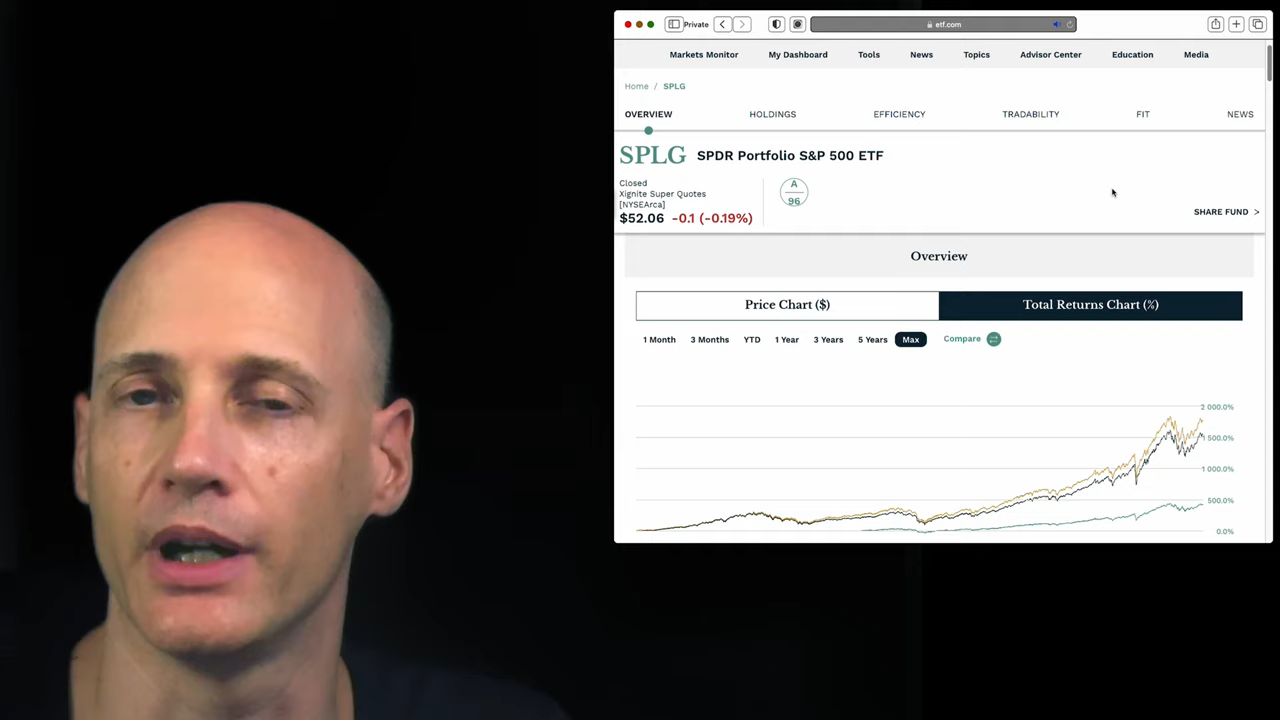 Private
etf.com
Markets Monitor My Dashboard Tools News Topics Advisor Center Education Media
Home / SPLG
OVERVIEW HOLDINGS EFFICIENCY TRADABILITY FIT NEWS
SPLG SPDR Portfolio S&P 500 ETF
Closed
Xignite Super Quotes
[NYSEArca]
$52.06 -0.1 (-0.19%)
A
96
SHARE FUND >
Overview
Price Chart ($) Total Returns Chart (%)
1 Month 3 Months YTD 1 Year 3 Years 5 Years Max Compare
2 000.0%
1 500.0%
1 000.0%
500.0%
0.0%